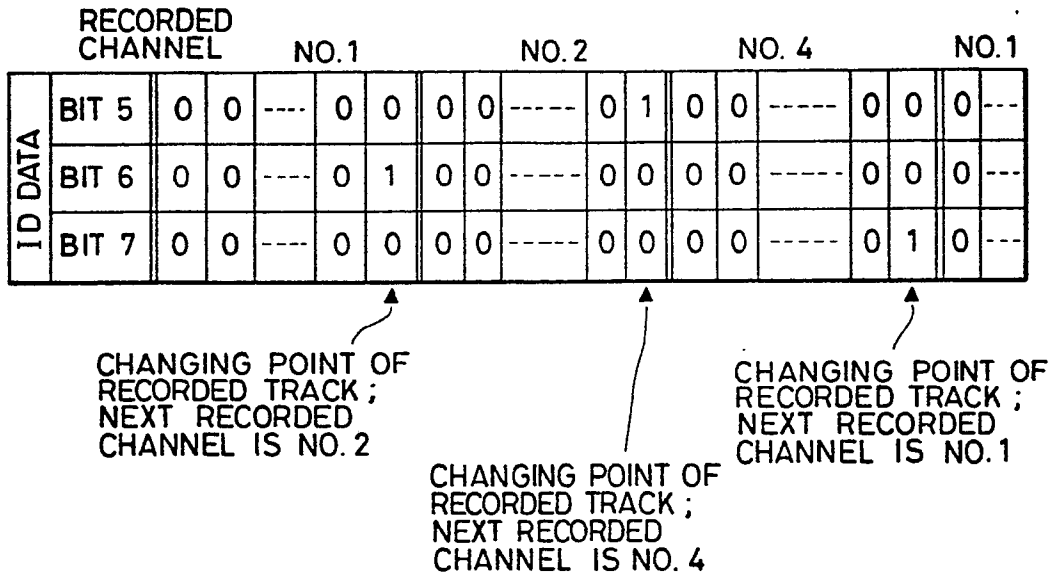 RECORDED
CHANNEL NO.1 NO.2 NO. 4 NO.1
ID DATA
BIT 5 0 0 ---- 0 0 0 0 ----- 0 1 0 0 ----- 0 0 0 ---
BIT 6 0 0 ---- 0 1 0 0 ----- 0 0 0 0 ----- 0 0 0 ---
BIT 7 0 0 ---- 0 0 0 0 ----- 0 0 0 0 ----- 0 1 0 ---
CHANGING POINT OF
RECORDED TRACK ;
NEXT RECORDED
CHANNEL IS NO. 2
CHANGING POINT OF
RECORDED TRACK ;
NEXT RECORDED
CHANNEL IS NO. 4
CHANGING POINT OF
RECORDED TRACK ;
NEXT RECORDED
CHANNEL IS NO.1